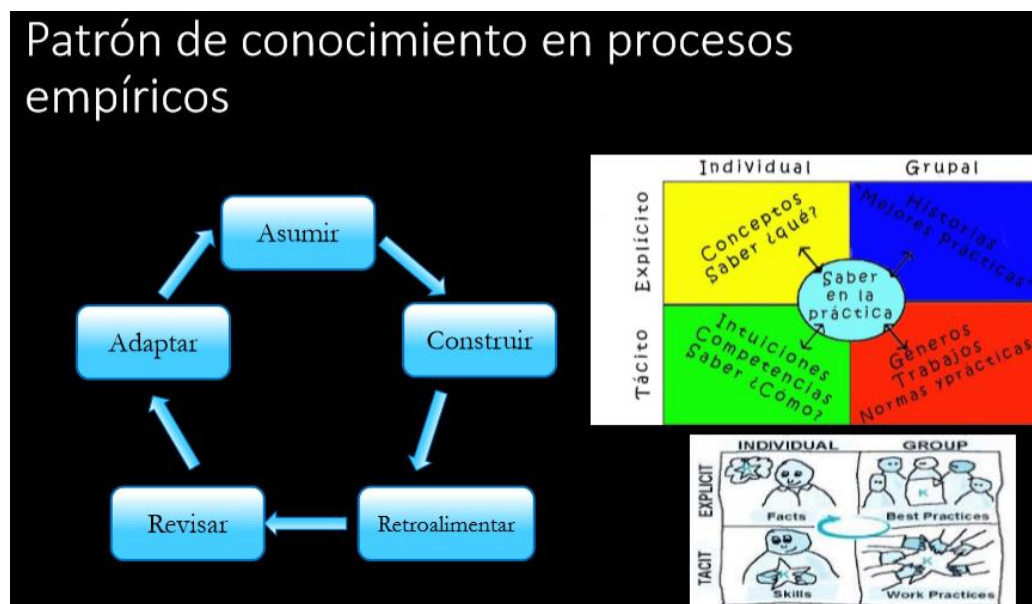 Patrón de conocimiento en procesos
empíricos
Asumir
Construir
Retroalimentar
Revisar
Adaptar
Individual
Grupal
Explícito
Tácito
Conceptos
Saber ¿qué?
Historias
"Mejores prácticas"
Saber
en la
práctica
Intuiciones
Competencias
Saber ¿Cómo?
Géneros
Trabajos
Normas yprácticas
INDIVIDUAL
GROUP
EXPLICIT
TACIT
Facts
K
Best Practices
K
Skills
K
Work Practices